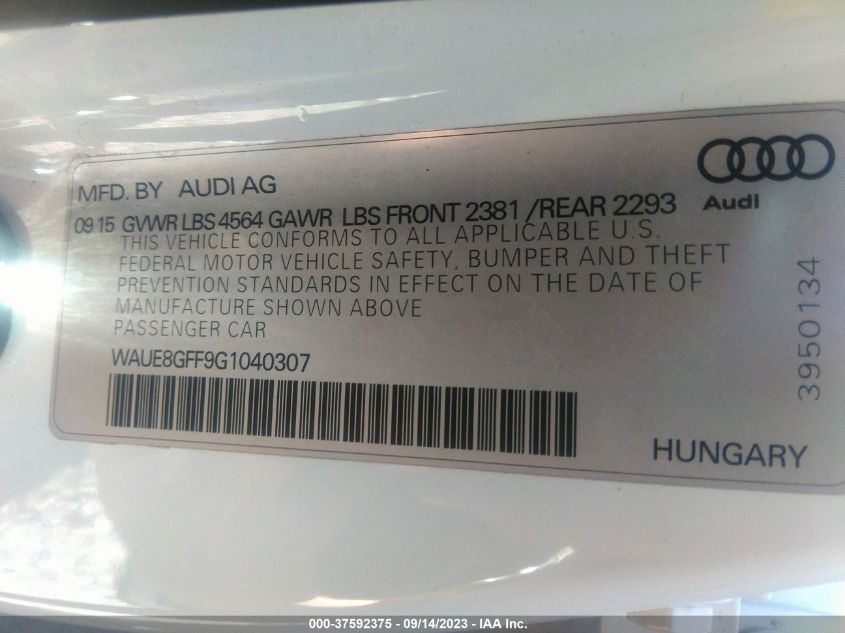 MFD. BY AUDI AG
09 15 GVWR LBS 4564 GAWR LBS FRONT 2381 /REAR 2293
THIS VEHICLE CONFORMS TO ALL APPLICABLE U.S.
FEDERAL MOTOR VEHICLE SAFETY, BUMPER AND THEFT
PREVENTION STANDARDS IN EFFECT ON THE DATE OF
MANUFACTURE SHOWN ABOVE
PASSENGER CAR
WAUE8GFF9G1040307
Audi
3950134
HUNGARY
000-37592375 - 09/14/2023 - IAA Inc.